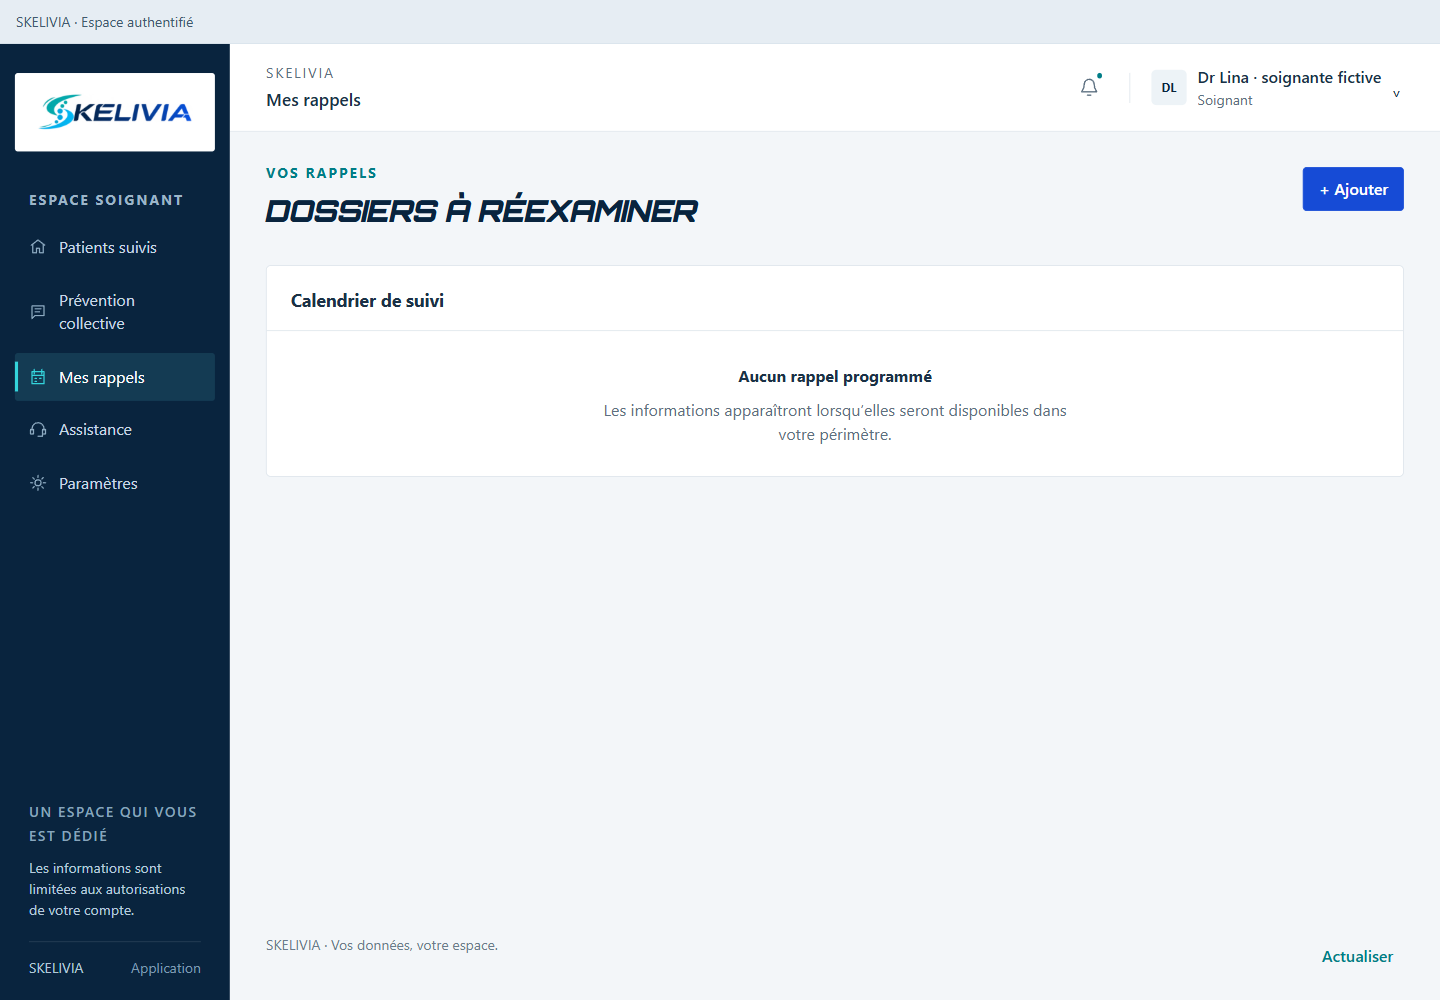 SKELIVIA · Espace authentifié
SKELIVIA
ESPACE SOIGNANT
Patients suivis
Prévention
collective
Mes rappels
Assistance
Paramètres
UN ESPACE QUI VOUS
EST DÉDIÉ
Les informations sont
limitées aux autorisations
de votre compte.
SKELIVIA Application
SKELIVIA
Mes rappels
DL
Dr Lina · soignante fictive
Soignant
v
VOS RAPPELS
DOSSIERS À RÉEXAMINER
+ Ajouter
Calendrier de suivi
Aucun rappel programmé
Les informations apparaîtront lorsqu'elles seront disponibles dans
votre périmètre.
SKELIVIA · Vos données, votre espace.
Actualiser